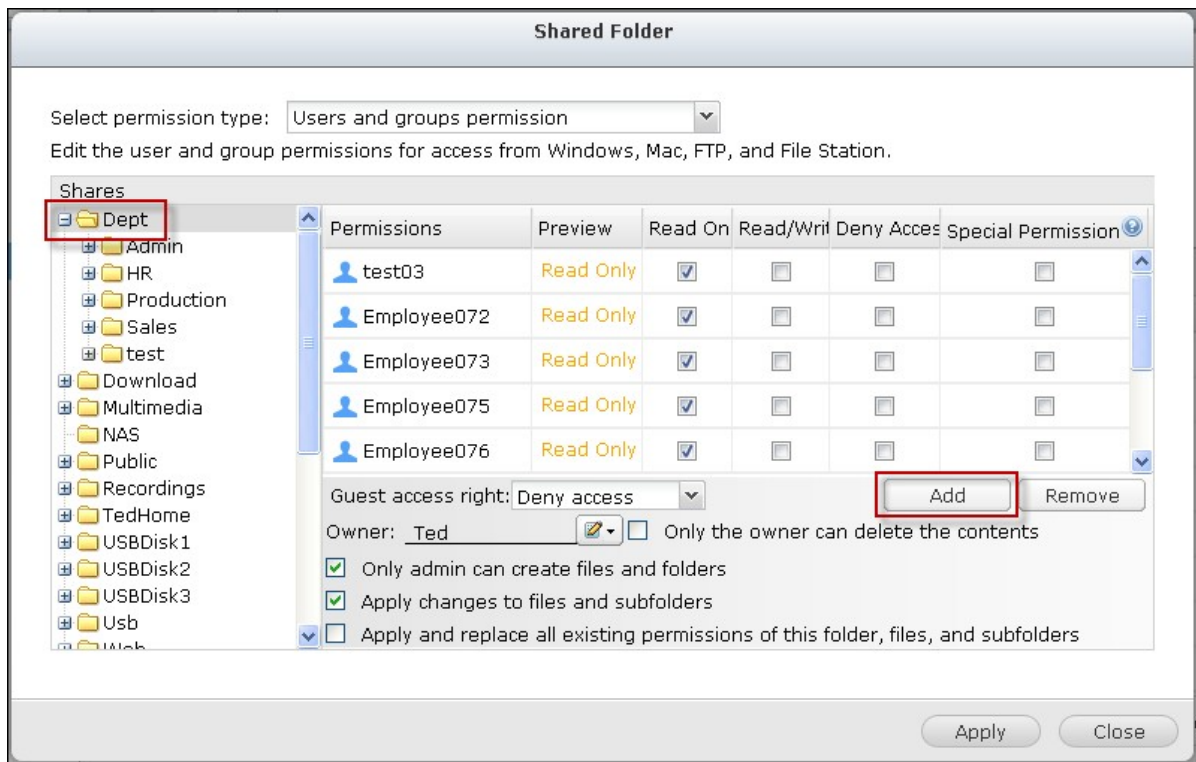 Shared Folder
Select permission type: Users and groups permission
Edit the user and group permissions for access from Windows, Mac, FTP, and File Station.
Shares
Dept
Admin
HR
Production
Sales
test
Download
Multimedia
NAS
Public
Recordings
TedHome
USBDisk1
USBDisk2
USBDisk3
Usb
Permissions Preview Read On Read/Writ Deny Acces Special Permission
test03 Read Only
Employee072 Read Only
Employee073 Read Only
Employee075 Read Only
Employee076 Read Only
Guest access right: Deny access Add Remove
Owner: Ted Only the owner can delete the contents
Only admin can create files and folders
Apply changes to files and subfolders
Apply and replace all existing permissions of this folder, files, and subfolders
Apply Close